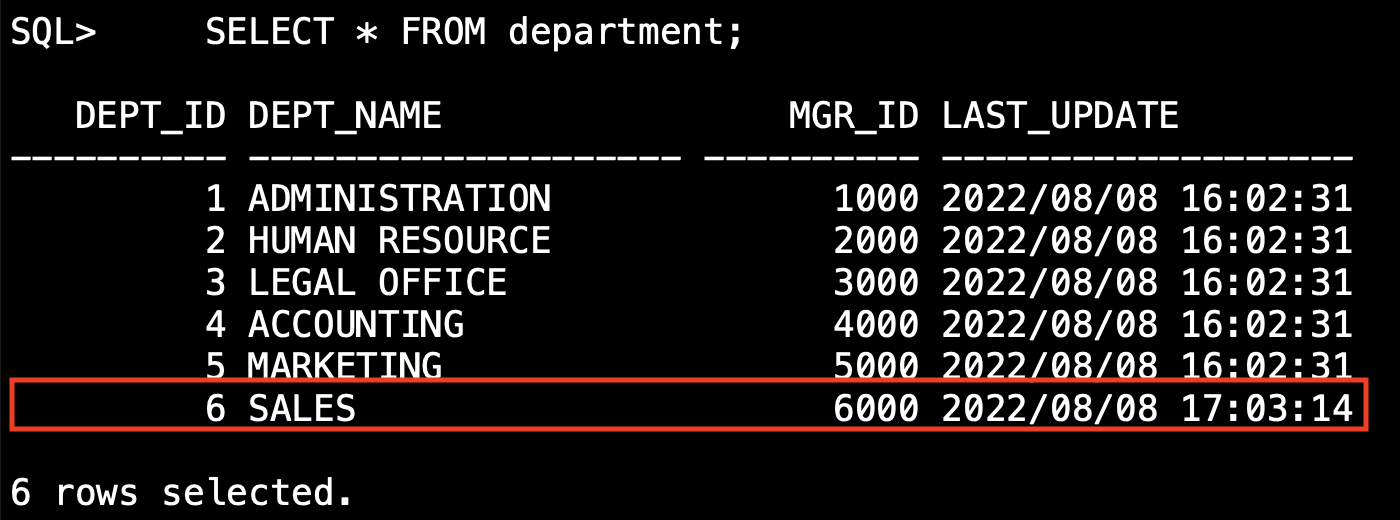 SQL>     SELECT * FROM department;
   DEPT_ID DEPT_NAME                MGR_ID LAST_UPDATE
---------- -------------------- ---------- -------------------
         1 ADMINISTRATION             1000 2022/08/08 16:02:31
         2 HUMAN RESOURCE             2000 2022/08/08 16:02:31
         3 LEGAL OFFICE               3000 2022/08/08 16:02:31
         4 ACCOUNTING                 4000 2022/08/08 16:02:31
         5 MARKETING                  5000 2022/08/08 16:02:31
         6 SALES                      6000 2022/08/08 17:03:14
6 rows selected.